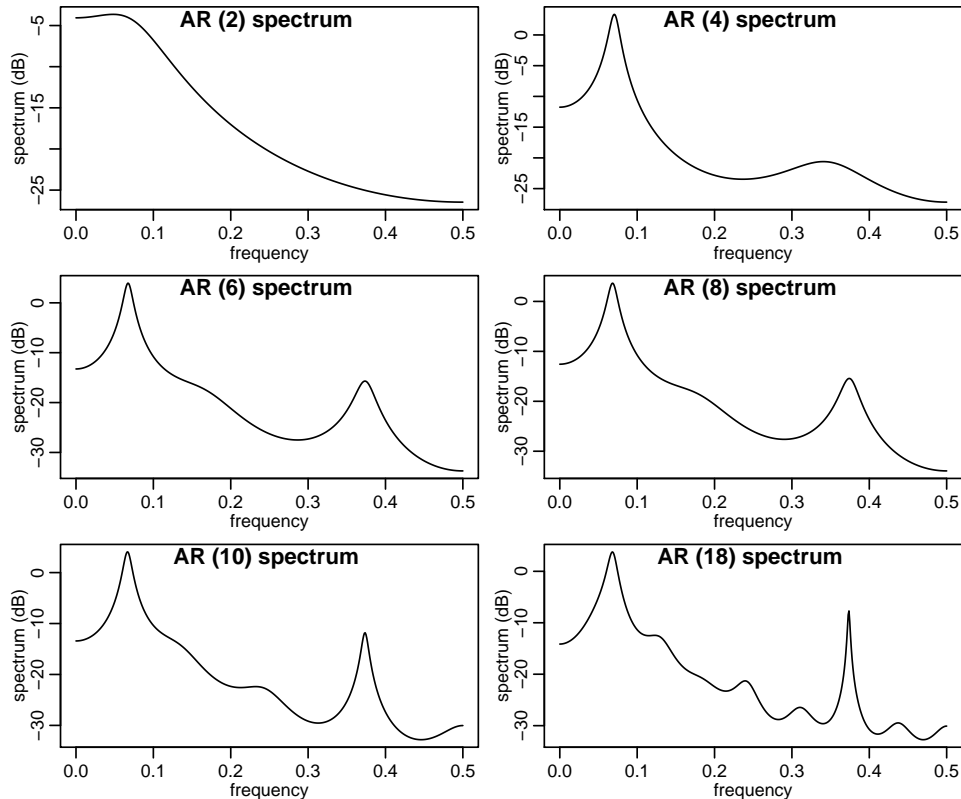 AR (2) spectrum
spectrum (dB)
−5
−15
−25
0.0 0.1 0.2 0.3 0.4 0.5
frequency
AR (4) spectrum
spectrum (dB)
0
−5
−15
−25
0.0 0.1 0.2 0.3 0.4 0.5
frequency
AR (6) spectrum
spectrum (dB)
0
−10
−20
−30
0.0 0.1 0.2 0.3 0.4 0.5
frequency
AR (8) spectrum
spectrum (dB)
0
−10
−20
−30
0.0 0.1 0.2 0.3 0.4 0.5
frequency
AR (10) spectrum
spectrum (dB)
0
−10
−20
−30
0.0 0.1 0.2 0.3 0.4 0.5
frequency
AR (18) spectrum
spectrum (dB)
0
−10
−20
−30
0.0 0.1 0.2 0.3 0.4 0.5
frequency